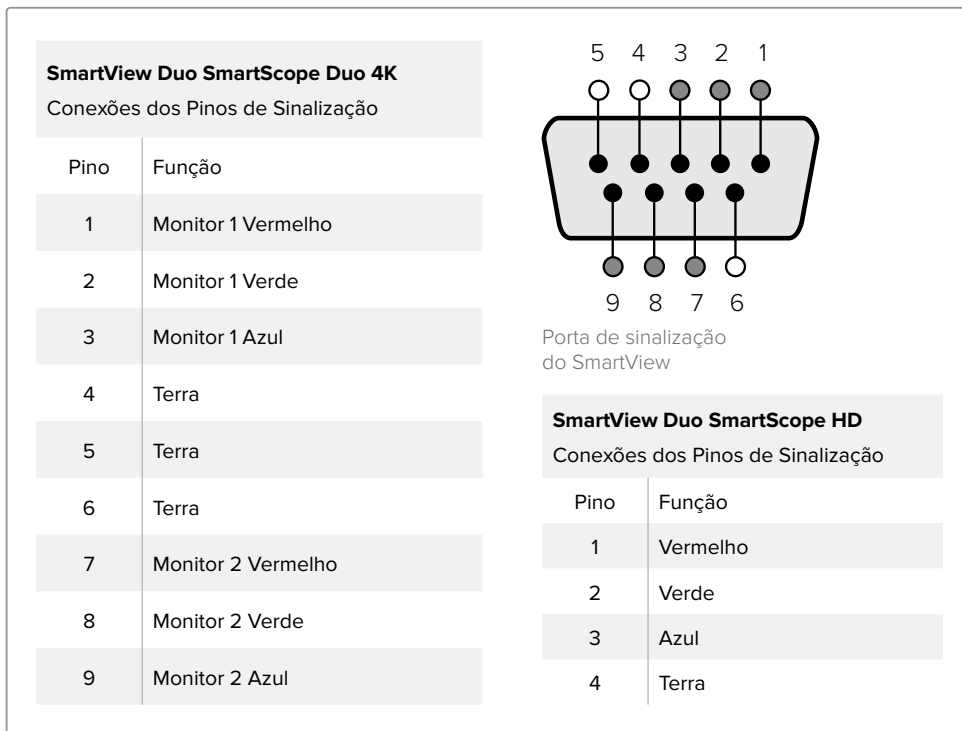 SmartView Duo SmartScope Duo 4K
Conexões dos Pinos de Sinalização
Pino Função
1 Monitor 1 Vermelho
2 Monitor 1 Verde
3 Monitor 1 Azul
4 Terra
5 Terra
6 Terra
7 Monitor 2 Vermelho
8 Monitor 2 Verde
9 Monitor 2 Azul
5 4 3 2 1
9 8 7 6
Porta de sinalização
do SmartView
SmartView Duo SmartScope HD
Conexões dos Pinos de Sinalização
Pino Função
1 Vermelho
2 Verde
3 Azul
4 Terra